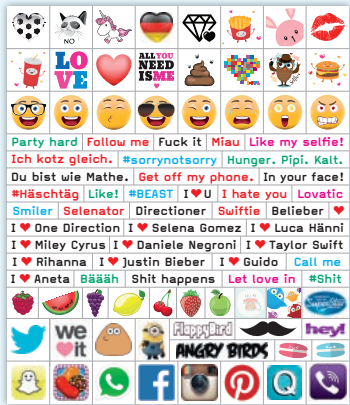 NO
LOVE
ALL YOU NEED IS ME
Party hard Follow me Fuck it Miau Like my selfie!
Ich kotz gleich. #sorrynotsorry Hunger. Pipi. Kalt.
Du bist wie Mathe. Get off my phone. In your face!
#Häschtäg Like! #BEAST I ❤ U I hate you Lovatic
Smiler Selenator Directioner Swiftie Belieber ❤
I ❤ One Direction I ❤ Selena Gomez I ❤ Luca Hänni
I ❤ Miley Cyrus I ❤ Daniele Negroni I ❤ Taylor Swift
I ❤ Rihanna I ❤ Justin Bieber I ❤ Guido Call me
I ❤ Aneta Bäääh Shit happens Let love in #Shit
we ❤ it FlappyBird hey!
ANGRY BIRDS